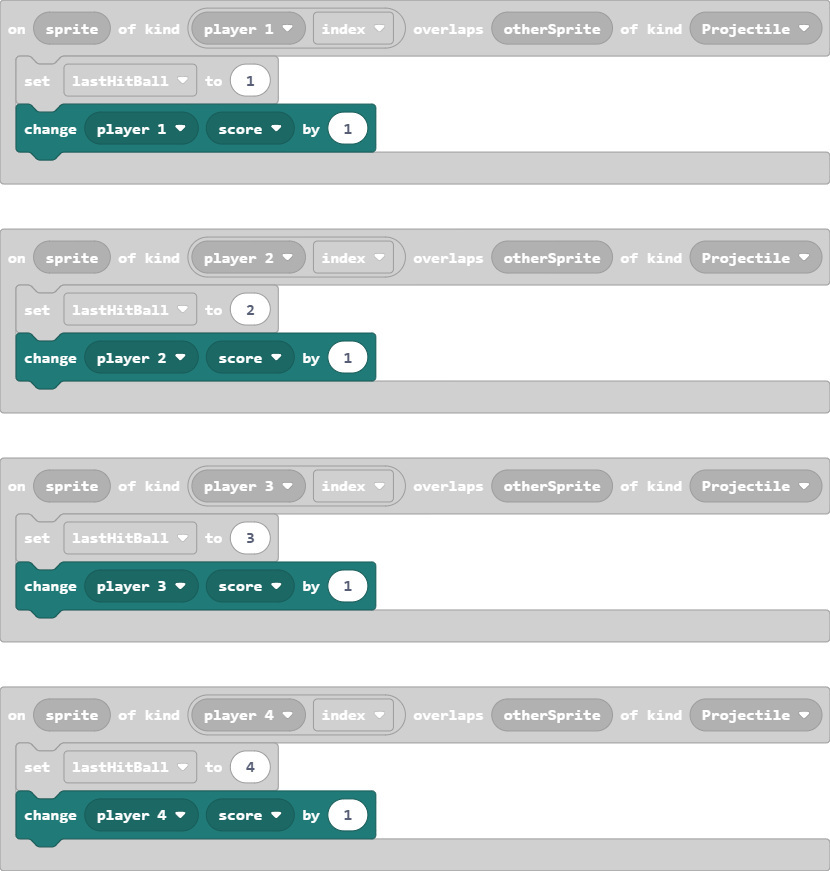 on sprite of kind player 1 index overlaps otherSprite of kind Projectile
set lastHitBall to 1
change player 1 score by 1
on sprite of kind player 2 index overlaps otherSprite of kind Projectile
set lastHitBall to 2
change player 2 score by 1
on sprite of kind player 3 index overlaps otherSprite of kind Projectile
set lastHitBall to 3
change player 3 score by 1
on sprite of kind player 4 index overlaps otherSprite of kind Projectile
set lastHitBall to 4
change player 4 score by 1